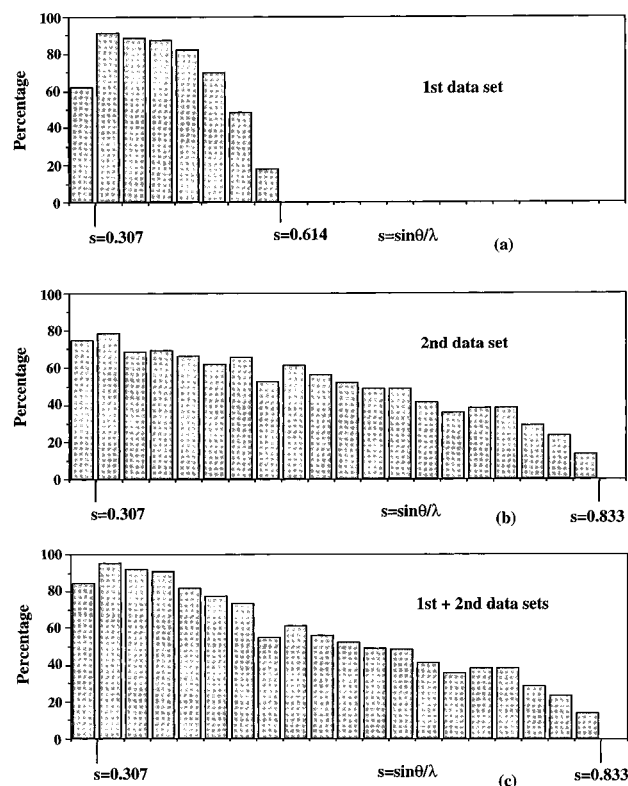 100
80
60
40
20
0
Percentage
1st data set
s=0.307
s=0.614
s=sinθ/λ
(a)
100
80
60
40
20
0
Percentage
2nd data set
s=0.307
s=sinθ/λ
(b)
s=0.833
100
80
60
40
20
0
Percentage
1st + 2nd data sets
s=0.307
s=sinθ/λ
(c)
s=0.833